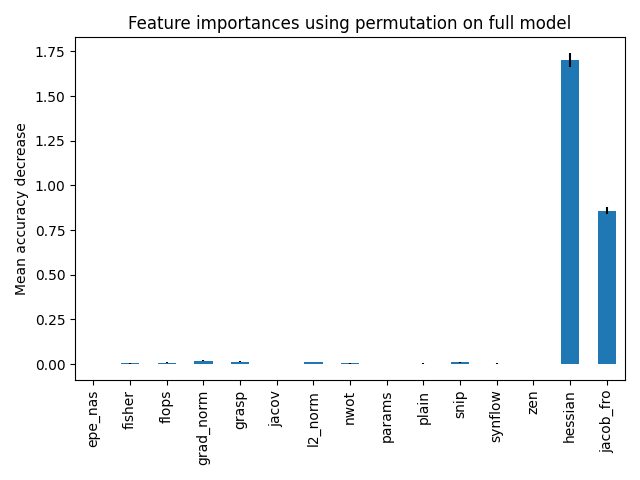 Feature importances using permutation on full model
Mean accuracy decrease
1.75
1.50
1.25
1.00
0.75
0.50
0.25
0.00
epe_nas
fisher
flops
grad_norm
grasp
jacov
l2_norm
nwot
params
plain
snip
synflow
zen
hessian
jacob_fro